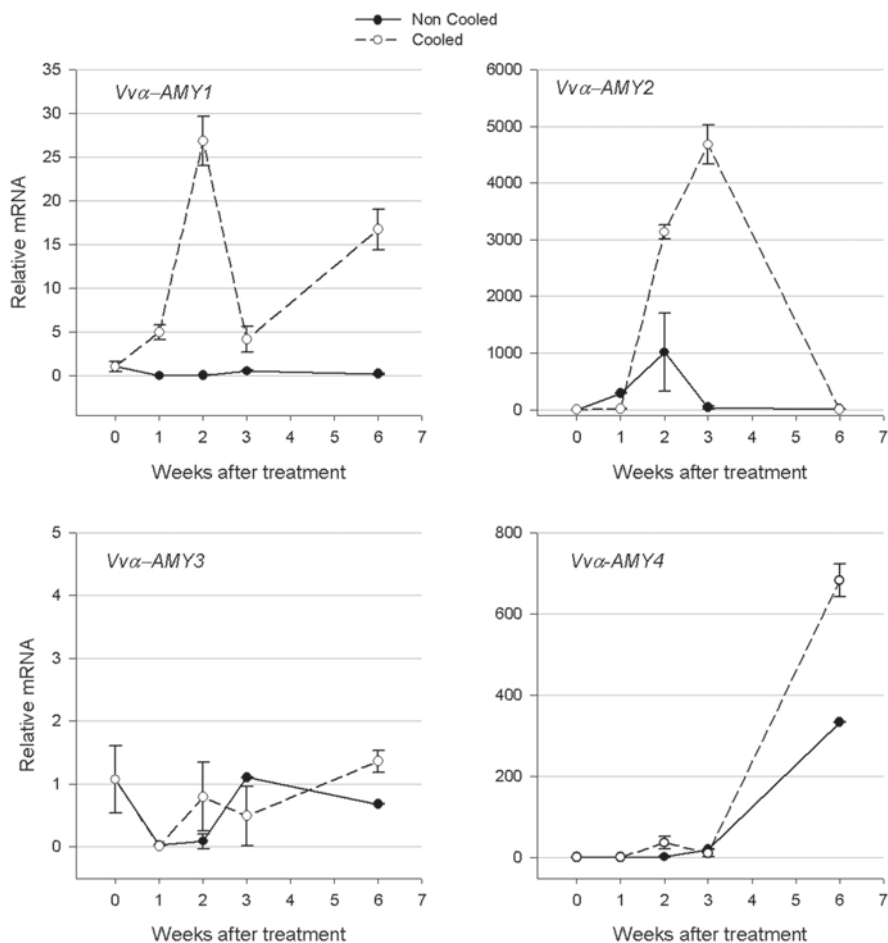 Non Cooled
Cooled
Vvα–AMY1
35
30
25
20
15
10
5
0
Relative mRNA
0 1 2 3 4 5 6 7
Weeks after treatment
Vvα–AMY2
6000
5000
4000
3000
2000
1000
0
0 1 2 3 4 5 6 7
Weeks after treatment
Vvα–AMY3
5
4
3
2
1
0
Relative mRNA
0 1 2 3 4 5 6 7
Weeks after treatment
Vvα-AMY4
800
600
400
200
0
0 1 2 3 4 5 6 7
Weeks after treatment